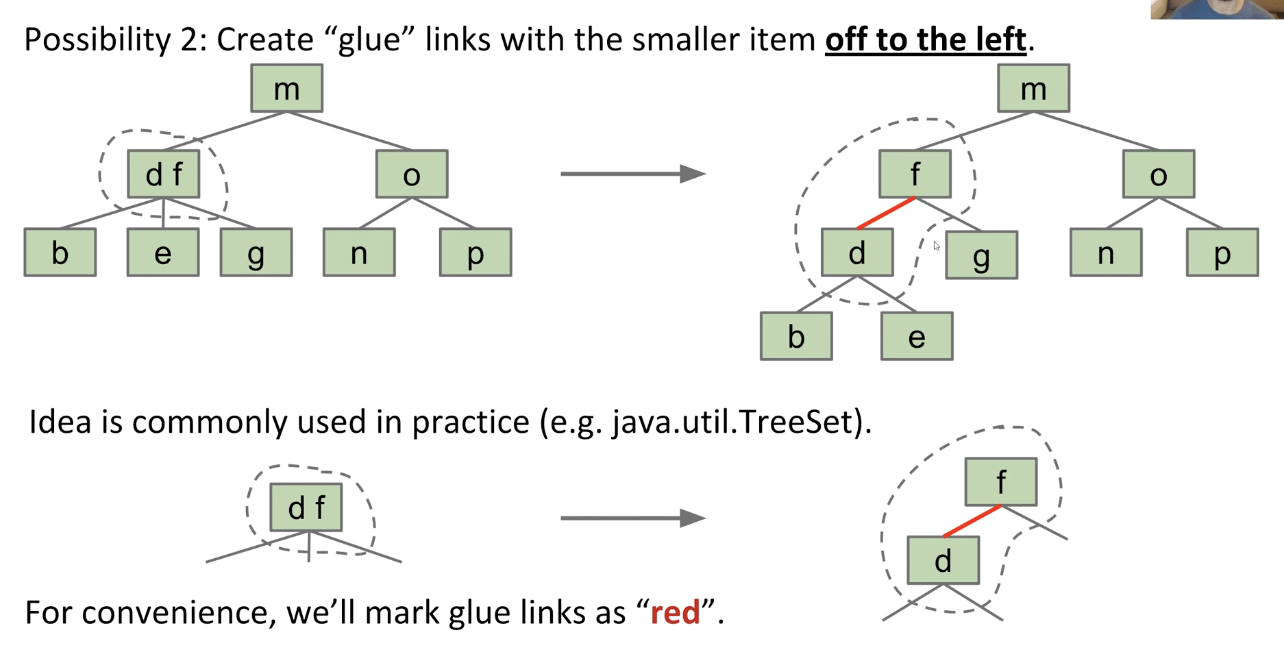 Possibility 2: Create “glue” links with the smaller item off to the left.
m
m
d f
o
f
o
b
e
g
n
p
d
g
n
p
b
e
Idea is commonly used in practice (e.g. java.util.TreeSet).
d f
f
d
For convenience, we’ll mark glue links as “red”.